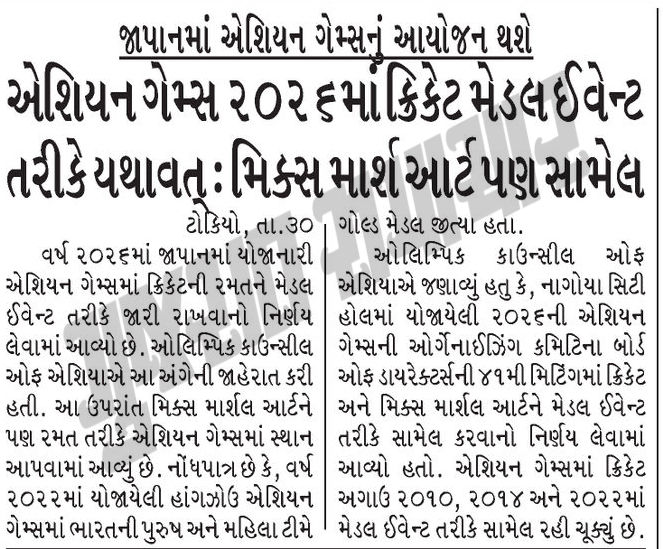 જાપાનમાં એશિયન ગેમ્સનું આયોજન થશે
એશિયન ગેમ્સ ૨૦૨૬માં ક્રિકેટ મેડલ ઈવેન્ટ
તરીકે યથાવત્ : મિક્સ માર્શ આર્ટ પણ સામેલ
ટોકિયો, તા.૩૦
વર્ષ ૨૦૨૬માં જાપાનમાં યોજાનારી
એશિયન ગેમ્સમાં ક્રિકેટની રમતને મેડલ
ઈવેન્ટ તરીકે જારી રાખવાનો નિર્ણય
લેવામાં આવ્યો છે. ઓલિમ્પિક કાઉન્સીલ
ઓફ એશિયાએ આ અંગેની જાહેરાત કરી
હતી. આ ઉપરાંત મિક્સ માર્શલ આર્ટને
પણ રમત તરીકે એશિયન ગેમ્સમાં સ્થાન
આપવામાં આવ્યું છે. નોંધપાત્ર છે કે, વર્ષ
૨૦૨૨માં યોજાયેલી હાંગઝોઉ એશિયન
ગેમ્સમાં ભારતની પુરુષ અને મહિલા ટીમે
ગોલ્ડ મેડલ જીત્યા હતા.
ઓલિમ્પિક કાઉન્સીલ ઓફ
એશિયાએ જણાવ્યું હતુ કે, નાગોયા સિટી
હોલમાં યોજાયેલી ૨૦૨૬ની એશિયન
ગેમ્સની ઓર્ગેનાઈઝિંગ કમિટિના બોર્ડ
ઓફ ડાયરેક્ટર્સની ૪૧મી મિટિંગમાં ક્રિકેટ
અને મિક્સ માર્શલ આર્ટને મેડલ ઈવેન્ટ
તરીકે સામેલ કરવાનો નિર્ણય લેવામાં
આવ્યો હતો. એશિયન ગેમ્સમાં ક્રિકેટ
અગાઉ ૨૦૧૦, ૨૦૧૪ અને ૨૦૨૨માં
મેડલ ઈવેન્ટ તરીકે સામેલ રહી ચૂક્યું છે.
ગુજરાત સમાચાર